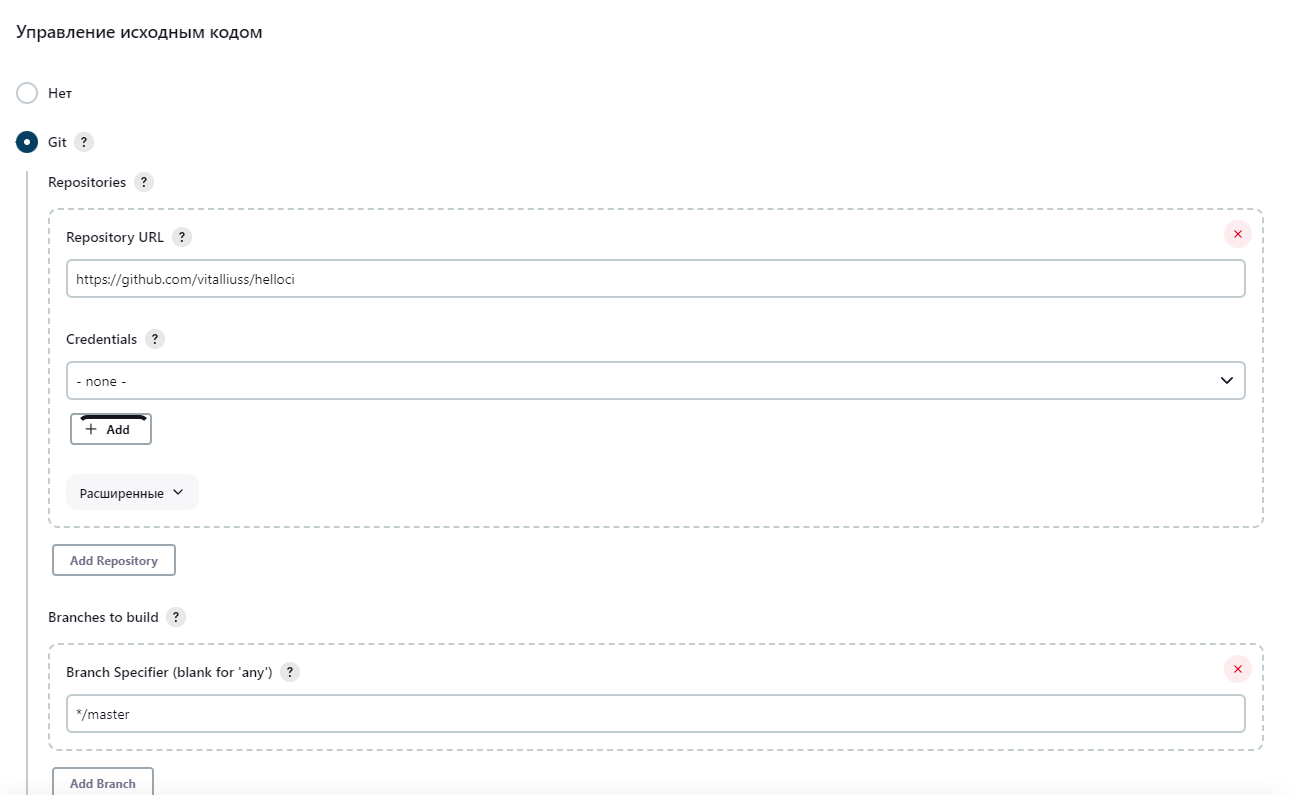 Управление исходным кодом
Нет
Git ?
Repositories ?
Repository URL ?
https://github.com/vitalliuss/helloci
Credentials ?
- none -
+ Add
Расширенные
Add Repository
Branches to build ?
Branch Specifier (blank for 'any') ?
*/master
Add Branch